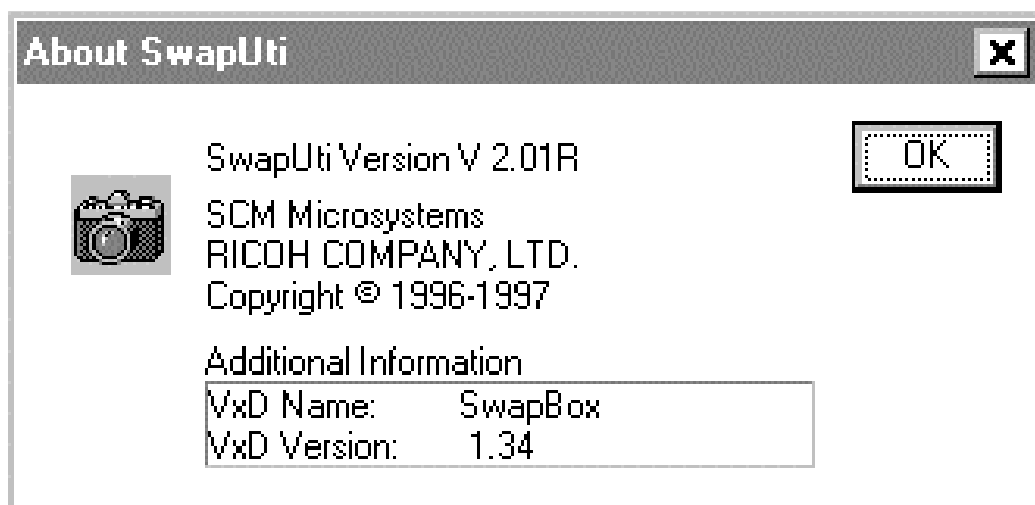 About SwapUti
SwapUti Version V 2.01R
OK
SCM Microsystems
RICOH COMPANY, LTD.
Copyright © 1996-1997
Additional Information
VxD Name: SwapBox
VxD Version: 1.34